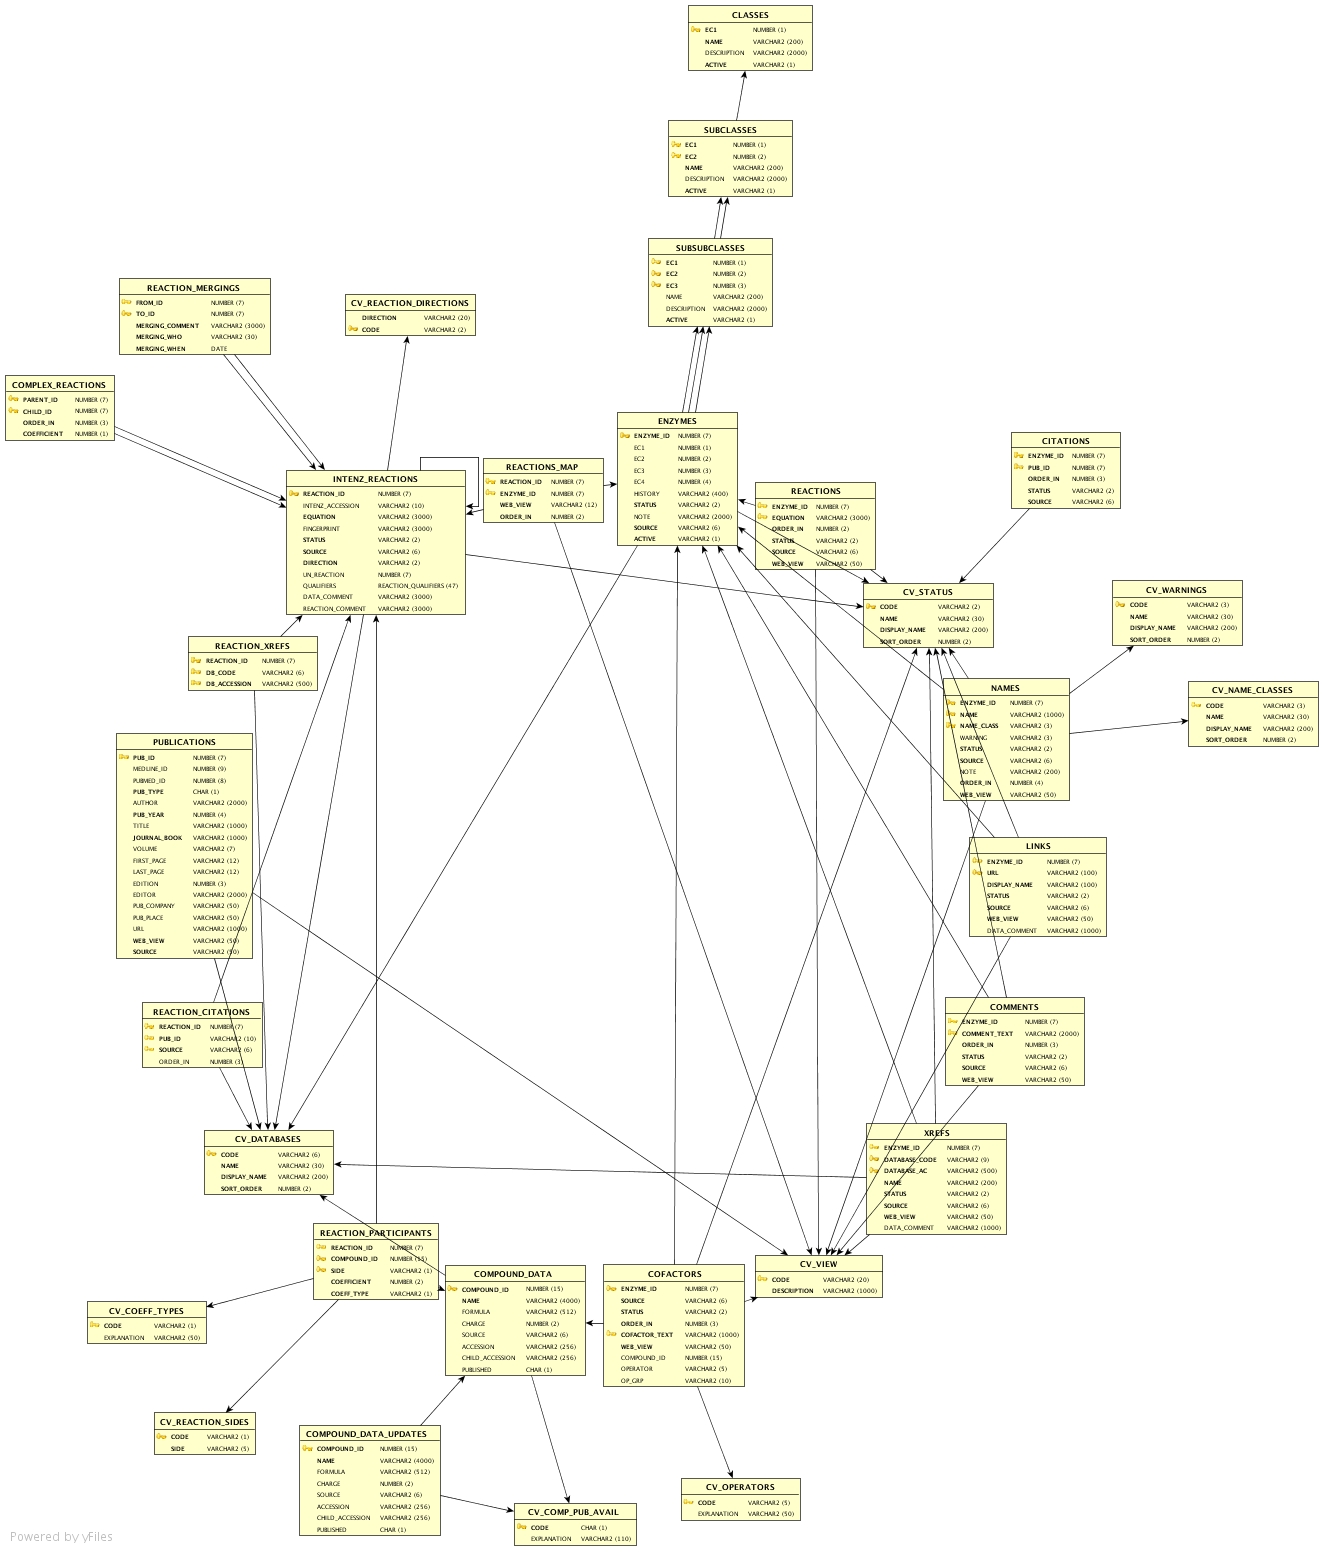 CLASSES
EC1 NUMBER (1)
NAME VARCHAR2 (200)
DESCRIPTION VARCHAR2 (2000)
ACTIVE VARCHAR2 (1)
SUBCLASSES
EC1 NUMBER (1)
EC2 NUMBER (2)
NAME VARCHAR2 (200)
DESCRIPTION VARCHAR2 (2000)
ACTIVE VARCHAR2 (1)
SUBSUBCLASSES
EC1 NUMBER (1)
EC2 NUMBER (2)
EC3 NUMBER (3)
NAME VARCHAR2 (200)
DESCRIPTION VARCHAR2 (2000)
ACTIVE VARCHAR2 (1)
REACTION_MERGINGS
FROM_ID NUMBER (7)
TO_ID NUMBER (7)
MERGING_COMMENT VARCHAR2 (3000)
MERGING_WHO VARCHAR2 (30)
MERGING_WHEN DATE
CV_REACTION_DIRECTIONS
DIRECTION VARCHAR2 (20)
CODE VARCHAR2 (2)
COMPLEX_REACTIONS
PARENT_ID NUMBER (7)
CHILD_ID NUMBER (7)
ORDER_IN NUMBER (3)
COEFFICIENT NUMBER (1)
ENZYMES
ENZYME_ID NUMBER (7)
EC1 NUMBER (1)
EC2 NUMBER (2)
EC3 NUMBER (3)
EC4 NUMBER (4)
HISTORY VARCHAR2 (400)
STATUS VARCHAR2 (2)
NOTE VARCHAR2 (2000)
SOURCE VARCHAR2 (6)
ACTIVE VARCHAR2 (1)
CITATIONS
ENZYME_ID NUMBER (7)
PUB_ID NUMBER (7)
ORDER_IN NUMBER (3)
STATUS VARCHAR2 (2)
SOURCE VARCHAR2 (6)
REACTIONS_MAP
REACTION_ID NUMBER (7)
ENZYME_ID NUMBER (7)
WEB_VIEW VARCHAR2 (12)
ORDER_IN NUMBER (2)
INTENZ_REACTIONS
REACTION_ID NUMBER (7)
INTENZ_ACCESSION VARCHAR2 (10)
EQUATION VARCHAR2 (3000)
FINGERPRINT VARCHAR2 (3000)
STATUS VARCHAR2 (2)
SOURCE VARCHAR2 (6)
DIRECTION VARCHAR2 (2)
UN_REACTION NUMBER (7)
QUALIFIERS REACTION_QUALIFIERS (47)
DATA_COMMENT VARCHAR2 (3000)
REACTION_COMMENT VARCHAR2 (3000)
REACTIONS
ENZYME_ID NUMBER (7)
EQUATION VARCHAR2 (3000)
ORDER_IN NUMBER (2)
STATUS VARCHAR2 (2)
SOURCE VARCHAR2 (6)
WEB_VIEW VARCHAR2 (50)
CV_STATUS
CODE VARCHAR2 (2)
NAME VARCHAR2 (30)
DISPLAY_NAME VARCHAR2 (200)
SORT_ORDER NUMBER (2)
CV_WARNINGS
CODE VARCHAR2 (3)
NAME VARCHAR2 (30)
DISPLAY_NAME VARCHAR2 (200)
SORT_ORDER NUMBER (2)
REACTION_XREFS
REACTION_ID NUMBER (7)
DB_CODE VARCHAR2 (6)
DB_ACCESSION VARCHAR2 (500)
NAMES
ENZYME_ID NUMBER (7)
NAME VARCHAR2 (1000)
NAME_CLASS VARCHAR2 (3)
WARNING VARCHAR2 (3)
STATUS VARCHAR2 (2)
SOURCE VARCHAR2 (6)
NOTE VARCHAR2 (200)
ORDER_IN NUMBER (4)
WEB_VIEW VARCHAR2 (50)
CV_NAME_CLASSES
CODE VARCHAR2 (3)
NAME VARCHAR2 (30)
DISPLAY_NAME VARCHAR2 (200)
SORT_ORDER NUMBER (2)
PUBLICATIONS
PUB_ID NUMBER (7)
MEDLINE_ID NUMBER (9)
PUBMED_ID NUMBER (8)
PUB_TYPE CHAR (1)
AUTHOR VARCHAR2 (2000)
PUB_YEAR NUMBER (4)
TITLE VARCHAR2 (1000)
JOURNAL_BOOK VARCHAR2 (1000)
VOLUME VARCHAR2 (7)
FIRST_PAGE VARCHAR2 (12)
LAST_PAGE VARCHAR2 (12)
EDITION NUMBER (3)
EDITOR VARCHAR2 (2000)
PUB_COMPANY VARCHAR2 (50)
PUB_PLACE VARCHAR2 (50)
URL VARCHAR2 (1000)
WEB_VIEW VARCHAR2 (50)
SOURCE VARCHAR2 (50)
LINKS
ENZYME_ID NUMBER (7)
URL VARCHAR2 (100)
DISPLAY_NAME VARCHAR2 (100)
STATUS VARCHAR2 (2)
SOURCE VARCHAR2 (6)
WEB_VIEW VARCHAR2 (50)
DATA_COMMENT VARCHAR2 (1000)
REACTION_CITATIONS
REACTION_ID NUMBER (7)
PUB_ID VARCHAR2 (10)
SOURCE VARCHAR2 (6)
ORDER_IN NUMBER (3)
COMMENTS
ENZYME_ID NUMBER (7)
COMMENT_TEXT VARCHAR2 (2000)
ORDER_IN NUMBER (3)
STATUS VARCHAR2 (2)
SOURCE VARCHAR2 (6)
WEB_VIEW VARCHAR2 (50)
CV_DATABASES
CODE VARCHAR2 (6)
NAME VARCHAR2 (30)
DISPLAY_NAME VARCHAR2 (200)
SORT_ORDER NUMBER (2)
XREFS
ENZYME_ID NUMBER (7)
DATABASE_CODE VARCHAR2 (9)
DATABASE_AC VARCHAR2 (500)
NAME VARCHAR2 (200)
STATUS VARCHAR2 (2)
SOURCE VARCHAR2 (6)
WEB_VIEW VARCHAR2 (50)
DATA_COMMENT VARCHAR2 (1000)
REACTION_PARTICIPANTS
REACTION_ID NUMBER (7)
COMPOUND_ID NUMBER (15)
SIDE VARCHAR2 (1)
COEFFICIENT NUMBER (2)
COEFF_TYPE VARCHAR2 (1)
CV_VIEW
CODE VARCHAR2 (20)
DESCRIPTION VARCHAR2 (1000)
COMPOUND_DATA
COMPOUND_ID NUMBER (15)
NAME VARCHAR2 (4000)
FORMULA VARCHAR2 (512)
CHARGE NUMBER (2)
SOURCE VARCHAR2 (6)
ACCESSION VARCHAR2 (256)
CHILD_ACCESSION VARCHAR2 (256)
PUBLISHED CHAR (1)
COFACTORS
ENZYME_ID NUMBER (7)
SOURCE VARCHAR2 (6)
STATUS VARCHAR2 (2)
ORDER_IN NUMBER (3)
COFACTOR_TEXT VARCHAR2 (1000)
WEB_VIEW VARCHAR2 (50)
COMPOUND_ID NUMBER (15)
OPERATOR VARCHAR2 (5)
OP_GRP VARCHAR2 (10)
CV_COEFF_TYPES
CODE VARCHAR2 (1)
EXPLANATION VARCHAR2 (50)
CV_REACTION_SIDES
CODE VARCHAR2 (1)
SIDE VARCHAR2 (5)
COMPOUND_DATA_UPDATES
COMPOUND_ID NUMBER (15)
NAME VARCHAR2 (4000)
FORMULA VARCHAR2 (512)
CHARGE NUMBER (2)
SOURCE VARCHAR2 (6)
ACCESSION VARCHAR2 (256)
CHILD_ACCESSION VARCHAR2 (256)
PUBLISHED CHAR (1)
CV_OPERATORS
CODE VARCHAR2 (5)
EXPLANATION VARCHAR2 (50)
CV_COMP_PUB_AVAIL
CODE CHAR (1)
EXPLANATION VARCHAR2 (110)
Powered by yFiles